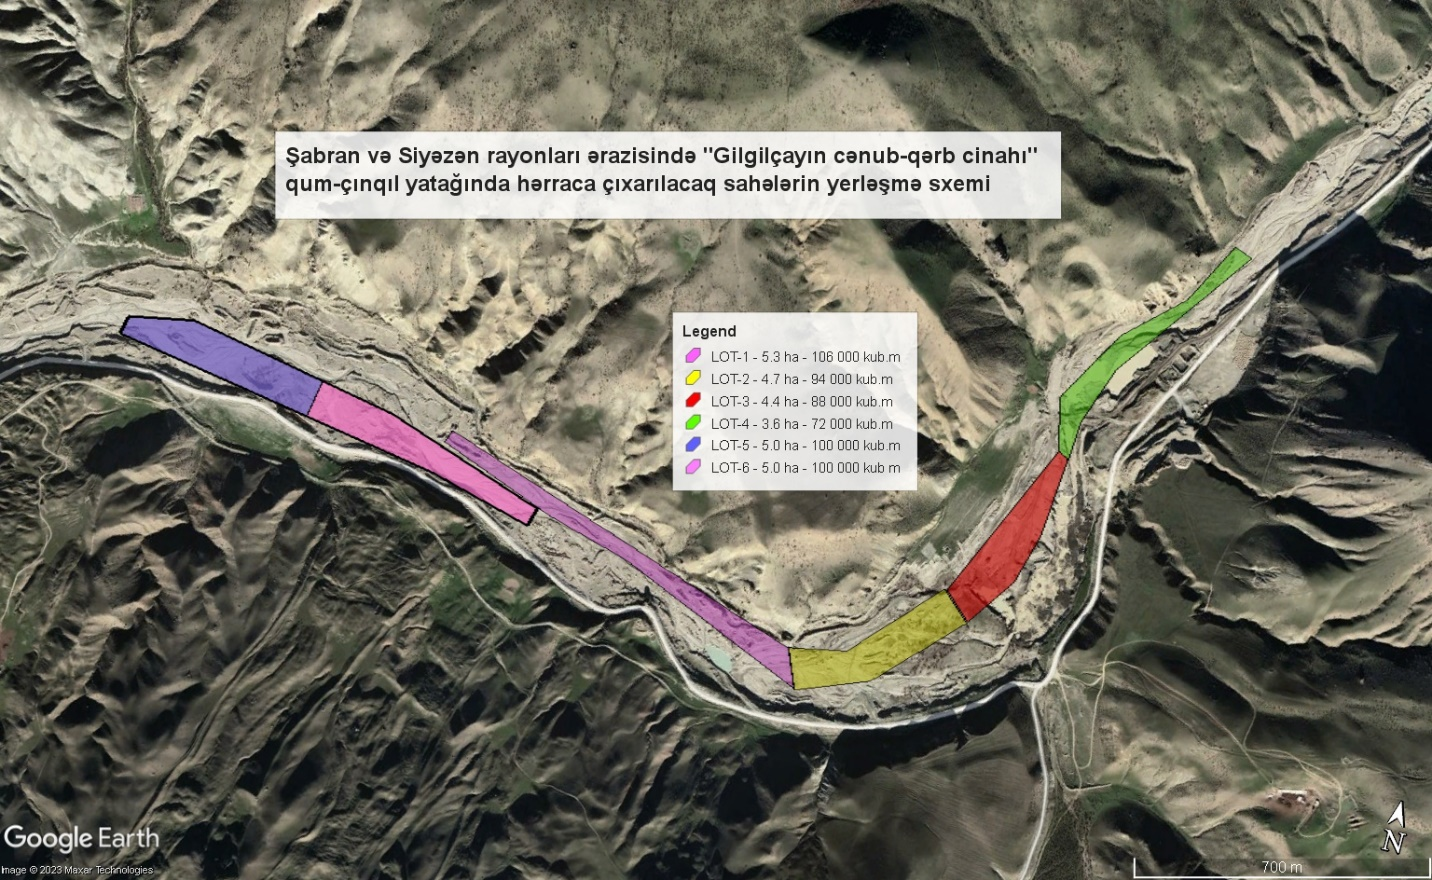 Şabran və Siyəzən rayonları ərazisində "Gilgilçayın cənub-qərb cinahı"
qum-çınqıl yatağında hərraca çıxarılacaq sahələrin yerləşmə sxemi
Legend
LOT-1 - 5.3 ha - 106 000 kub.m
LOT-2 - 4.7 ha - 94 000 kub.m
LOT-3 - 4.4 ha - 88 000 kub.m
LOT-4 - 3.6 ha - 72 000 kub.m
LOT-5 - 5.0 ha - 100 000 kub.m
LOT-6 - 5.0 ha - 100 000 kub m
Google Earth
Image © 2023 Maxar Technologies
N
700 m